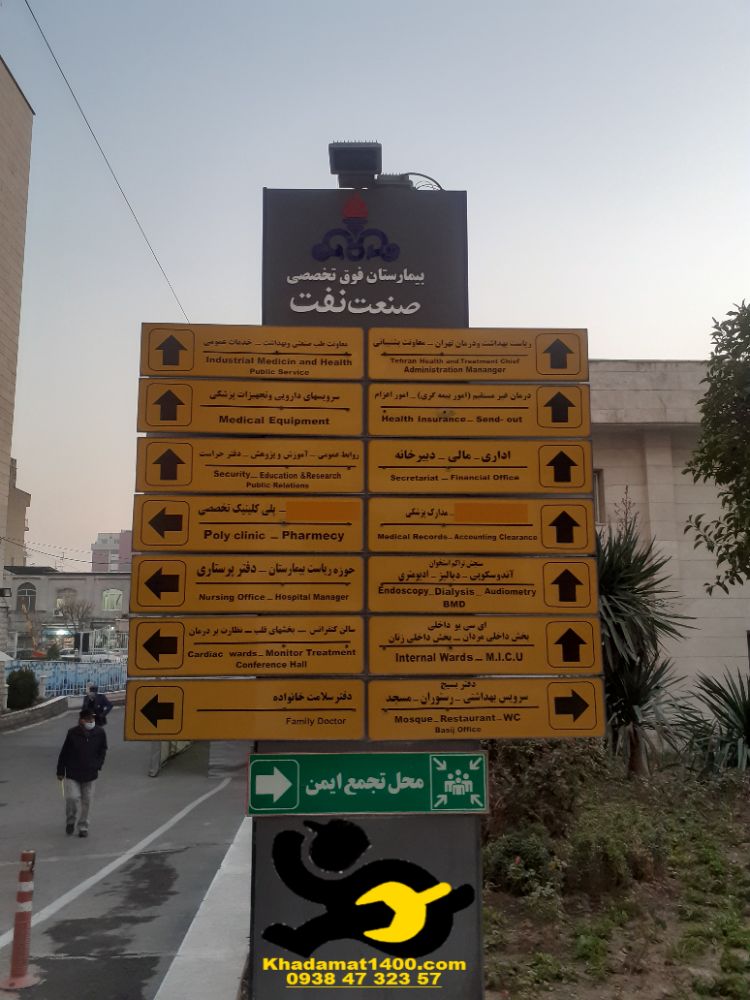 بیمارستان فوق تخصصی
صنعت نفت
معاونت طب صنعتی وبهداشت - خدمات عمومی
Industrial Medicin and Health
Public Service
ریاست بهداشت ودرمان تهران - معاونت پشتیبانی
Tehran Health and Treatment Chief
Administration Mananger
سرویسهای دارویی وتجهیزات پزشکی
Medical Equipment
درمان غیر مستقیم (امور بیمه گری) - امور اعزام
Health insurance - Send- out
روابط عمومی - آموزش و پژوهش - دفتر حراست
Security - Education &Research
Public Relations
اداری - مالی - دبیرخانه
Secretariat - Financial Office
- پلی کلینیک تخصصی
Poly clinic - Pharmecy
- مدارک پزشکی
Medical Records - Accounting Clearance
حوزه ریاست بیمارستان - دفتر پرستاری
Nursing Office - Hospital Manager
سنجش تراکم استخوان
آندوسکوپی - دیالیز - ادیومتری
Endoscopy - Dialysis - Audiometry
BMD
سالن کنفرانس - بخشهای قلب - نظارت بر درمان
Cardiac wards - Monitor Treatment
Conference Hall
ای سی یو داخلی
بخش داخلی مردان - بخش داخلی زنان
Internal Wards - M.I.C.U
دفتر سلامت خانواده
Family Doctor
دفتر بسیج
سرویس بهداشتی - رستوران - مسجد
Mosque - Restaurant - WC
Basij Office
محل تجمع ایمن
Khadamat1400.com
0938 47 323 57